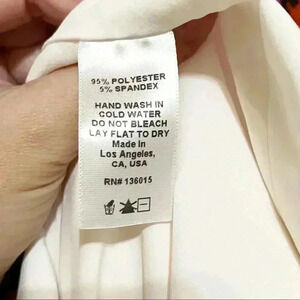 95% POLYESTER
5% SPANDEX
HAND WASH IN
COLD WATER
DO NOT BLEACH
LAY FLAT TO DRY
Made in
Los Angeles,
CA, USA
RN# 136015